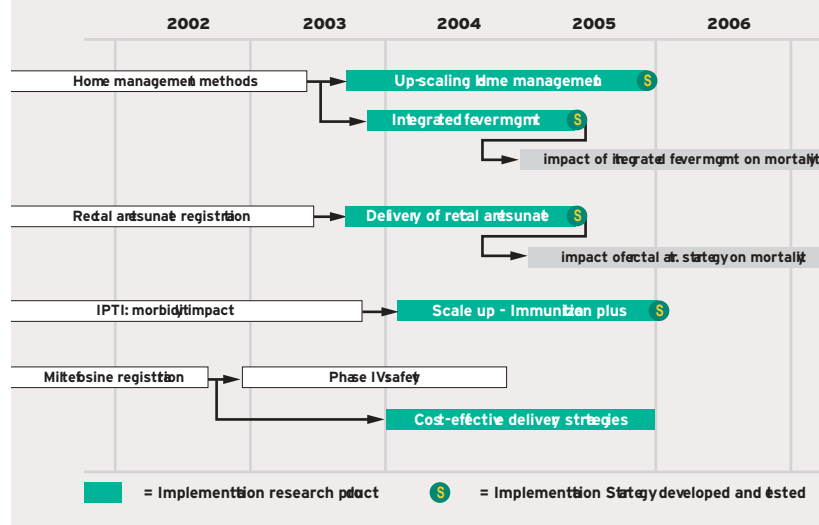 2002 2003 2004 2005 2006
Home management methods Up-scaling home management S
Integrated fever mgmt S
impact of integrated fever mgmt on mortality
Rectal artesunate registration Delivery of rectal artesunate S
impact of rectal art. strategy on mortality
IPTI: morbidity impact Scale up - Immunization plus S
Miltefosine registration Phase IV safety
Cost-effective delivery strategies
= Implementation research product S = Implementation Strategy developed and tested